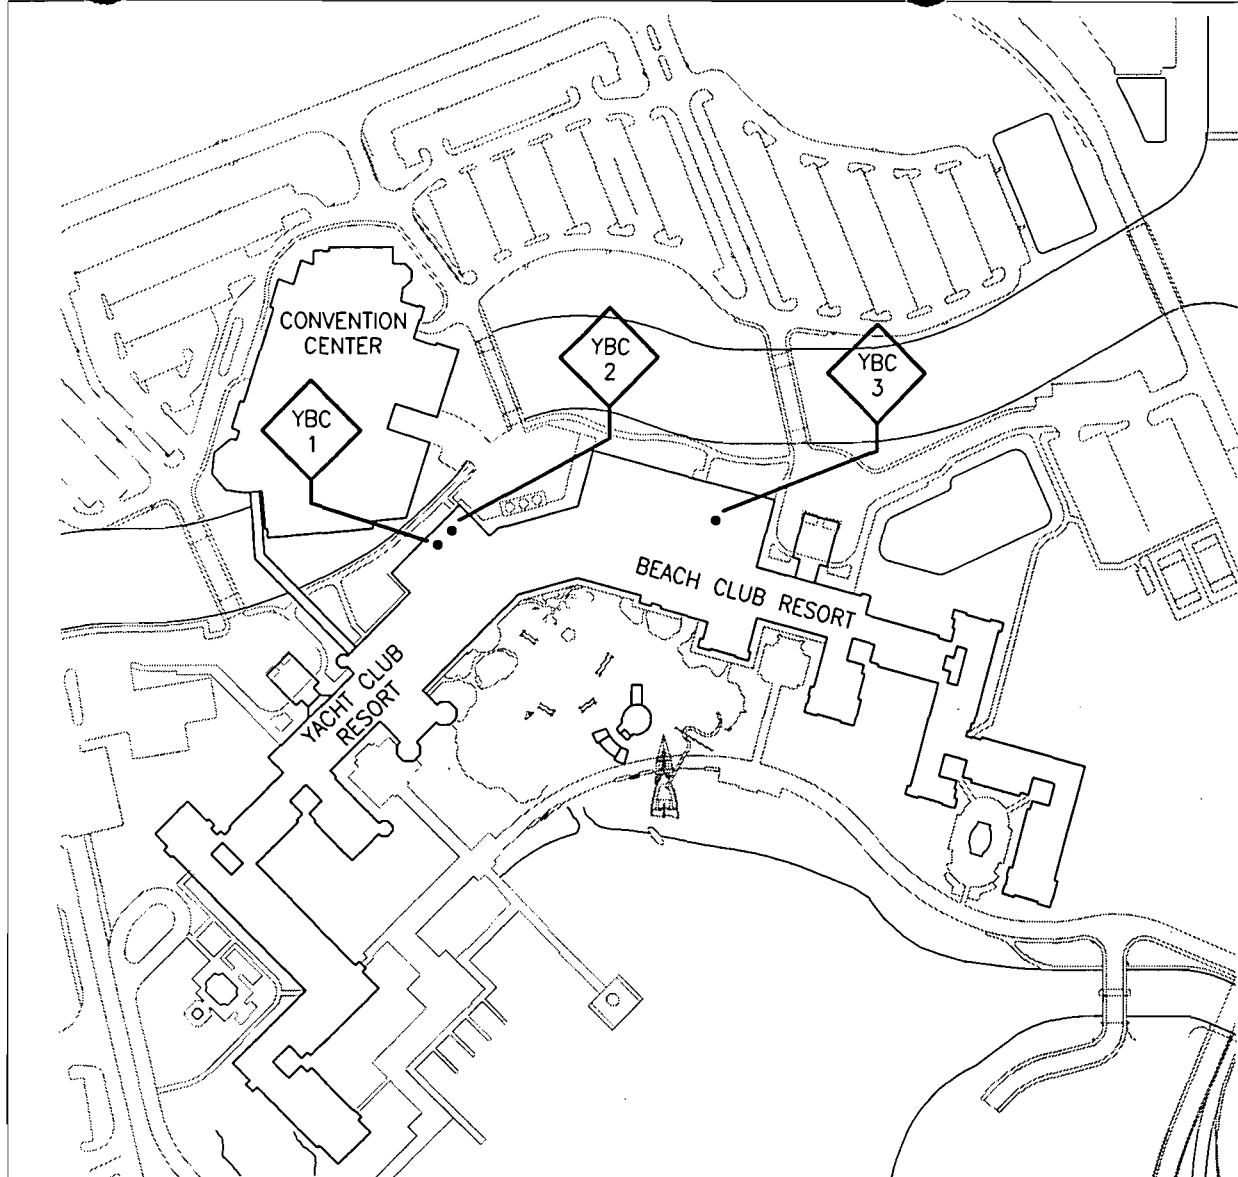 CONVENTION
CENTER
YBC
1
YBC
2
YBC
3
BEACH CLUB RESORT
YACHT CLUB
RESORT